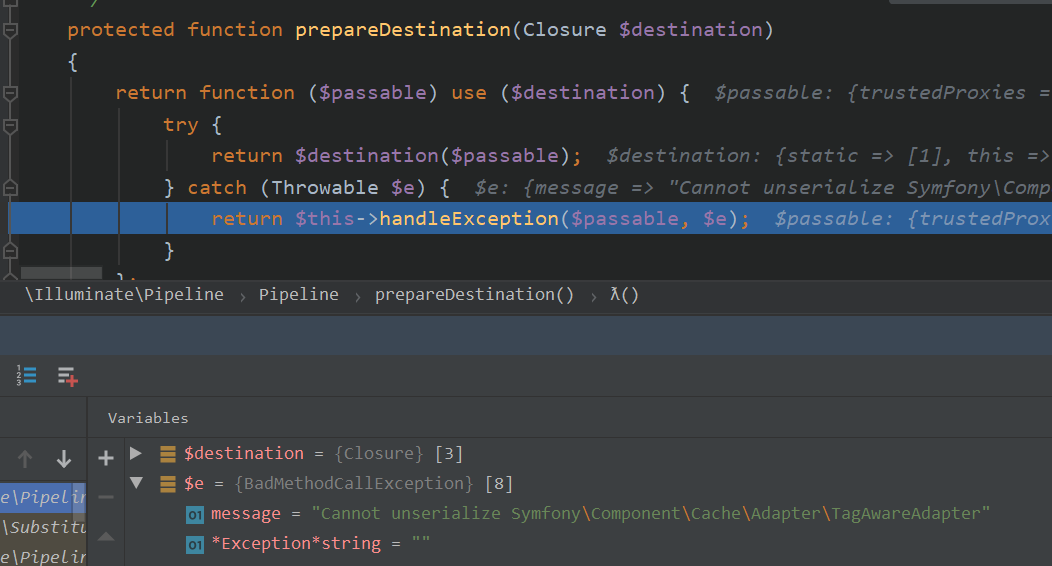 protected function prepareDestination(Closure $destination)
{
return function ($passable) use ($destination) {  $passable: {trustedProxies =
try {
return $destination($passable);  $destination: {static => [1], this =>
} catch (Throwable $e) {  $e: {message => "Cannot unserialize Symfony\Comp
return $this->handleException($passable, $e);  $passable: {trustedProx
}
};
\Illuminate\Pipeline › Pipeline › prepareDestination() › λ()
Variables
$destination = {Closure} [3]
$e = {BadMethodCallException} [8]
e\Pipelin
message = "Cannot unserialize Symfony\Component\Cache\Adapter\TagAwareAdapter"
\Substitu
*Exception*string = ""
e\Pipelin